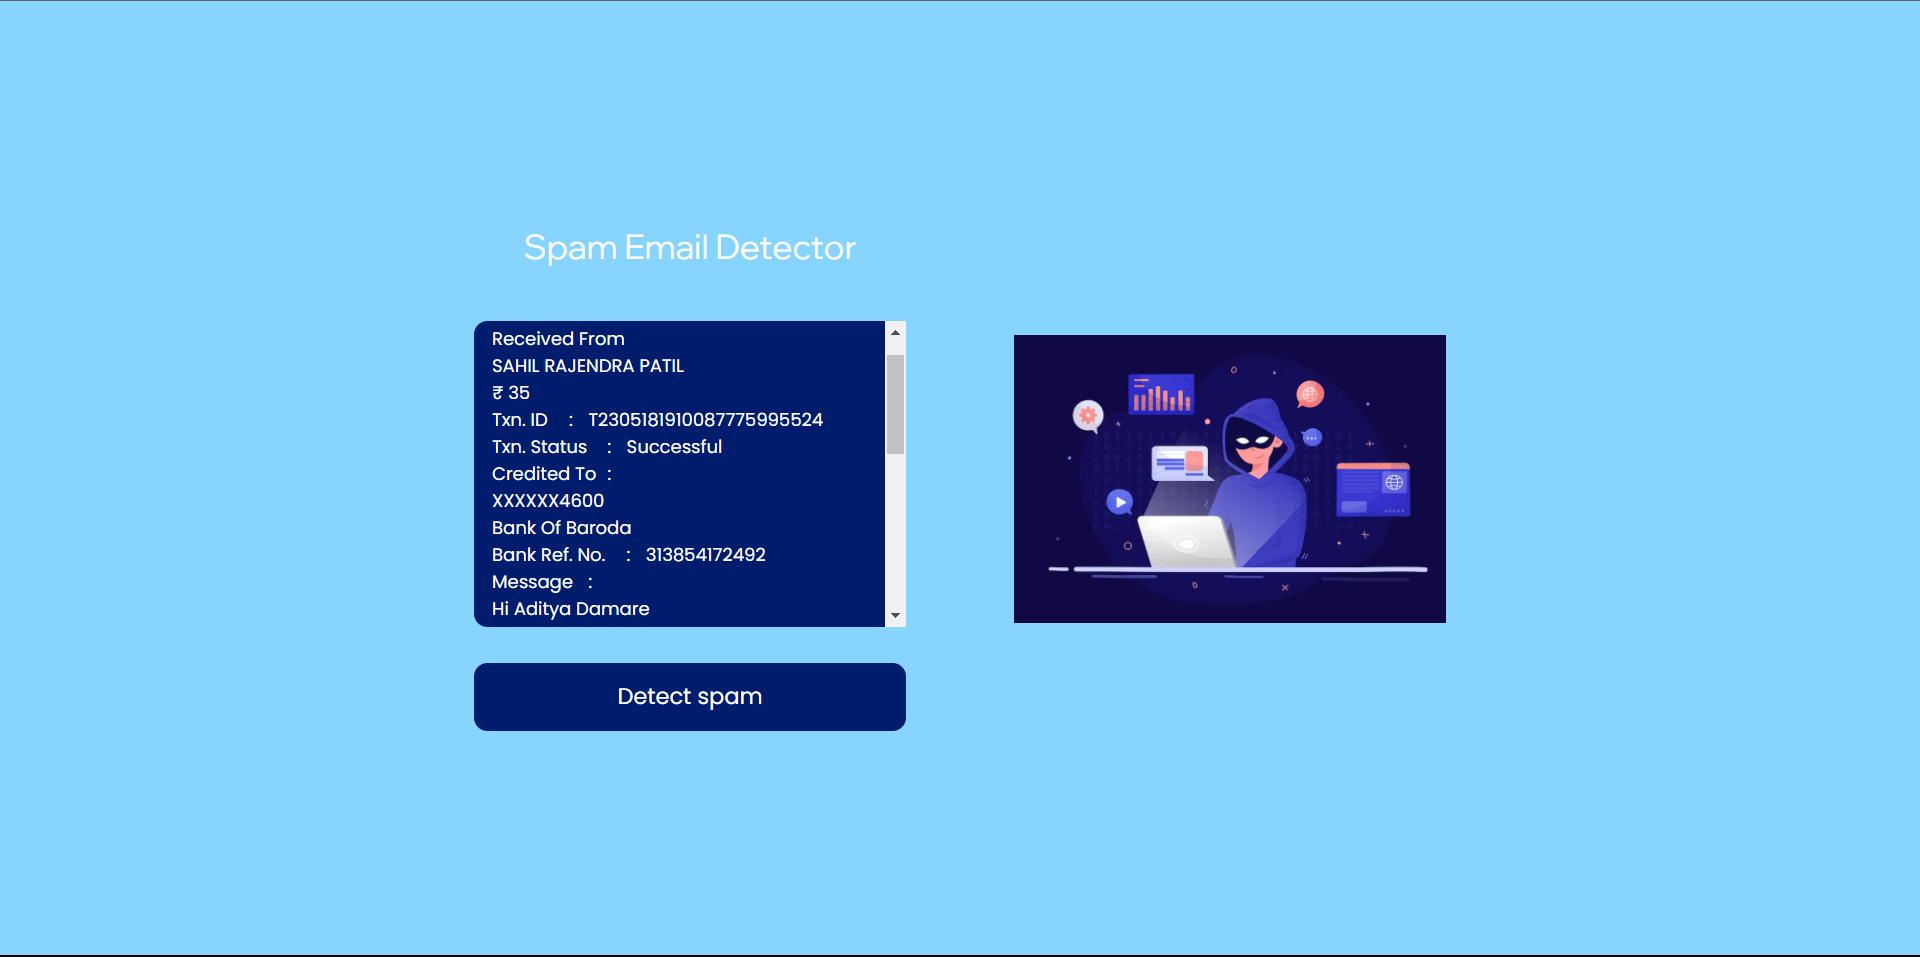 Spam Email Detector
Received From
SAHIL RAJENDRA PATIL
₹ 35
Txn. ID : T2305181910087775995524
Txn. Status : Successful
Credited To :
XXXXXX4600
Bank Of Baroda
Bank Ref. No. : 313854172492
Message :
Hi Aditya Damare
Detect spam